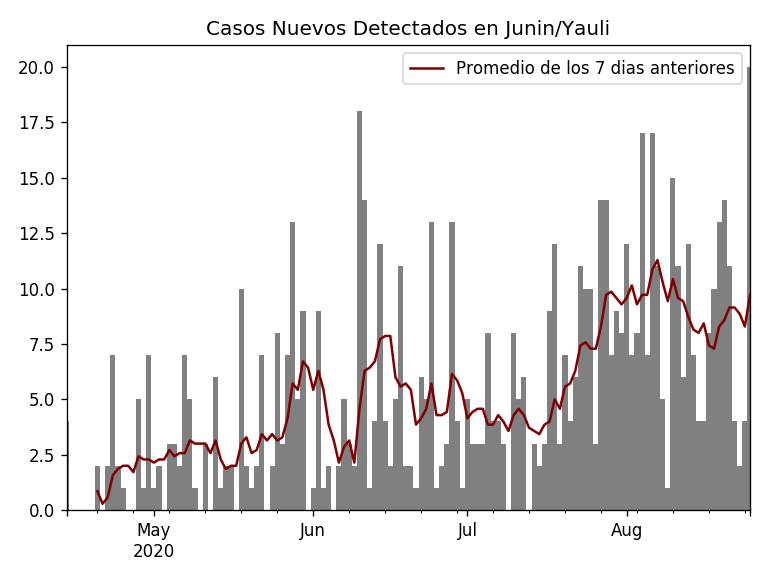 Casos Nuevos Detectados en Junin/Yauli
Promedio de los 7 dias anteriores
20.0
17.5
15.0
12.5
10.0
7.5
5.0
2.5
0.0
May
2020
Jun
Jul
Aug